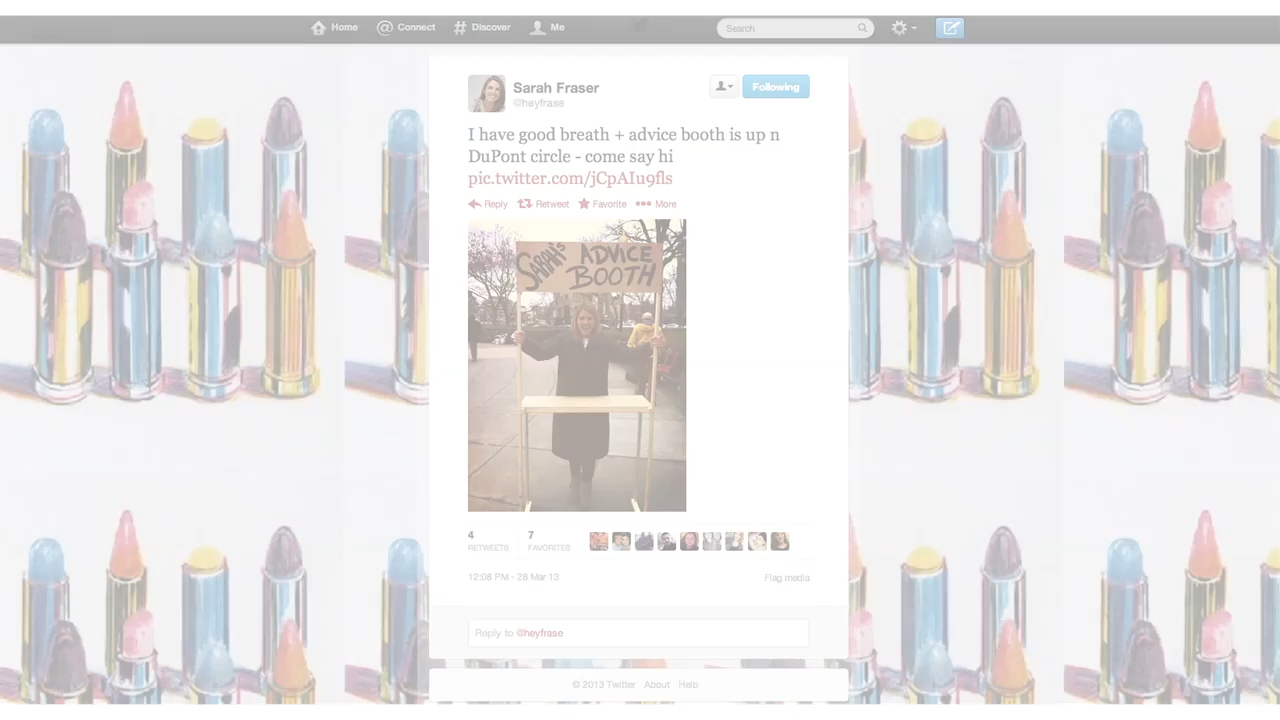 Home Connect Discover Me Search
Sarah Fraser
@heyfrase
Following
I have good breath + advice booth is up n
DuPont circle - come say hi
pic.twitter.com/jCpAIu9fls
Reply Retweet Favorite More
SARAH'S ADVICE
BOOTH
4 7
RETWEETS FAVORITES
12:08 PM - 28 Mar 13 Flag media
Reply to @heyfrase
© 2013 Twitter About Help